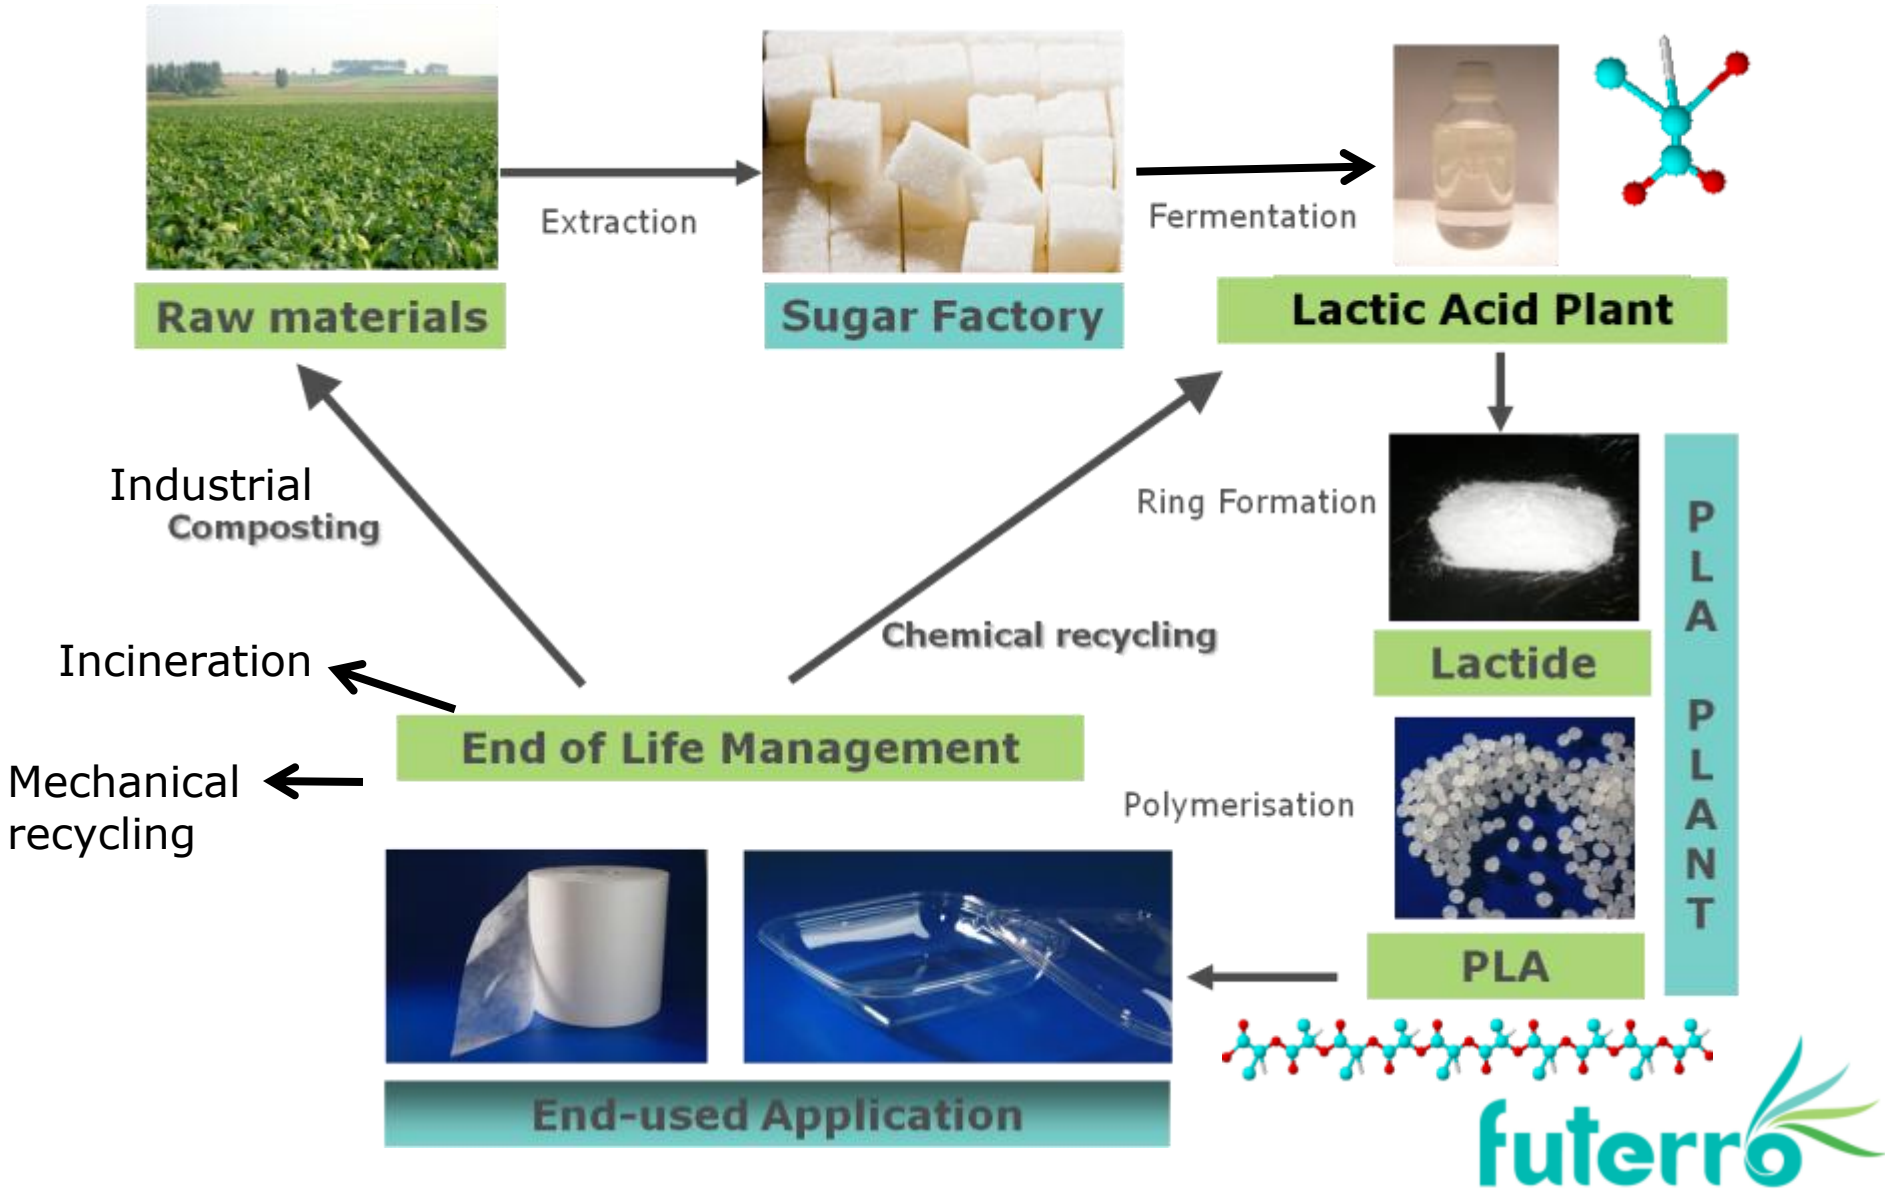 Extraction
Fermentation
Raw materials
Sugar Factory
Lactic Acid Plant
Industrial
Composting
Ring Formation
Chemical recycling
Incineration
Lactide
End of Life Management
Mechanical
recycling
Polymerisation
PLA PLANT
PLA
End-used Application
futerro